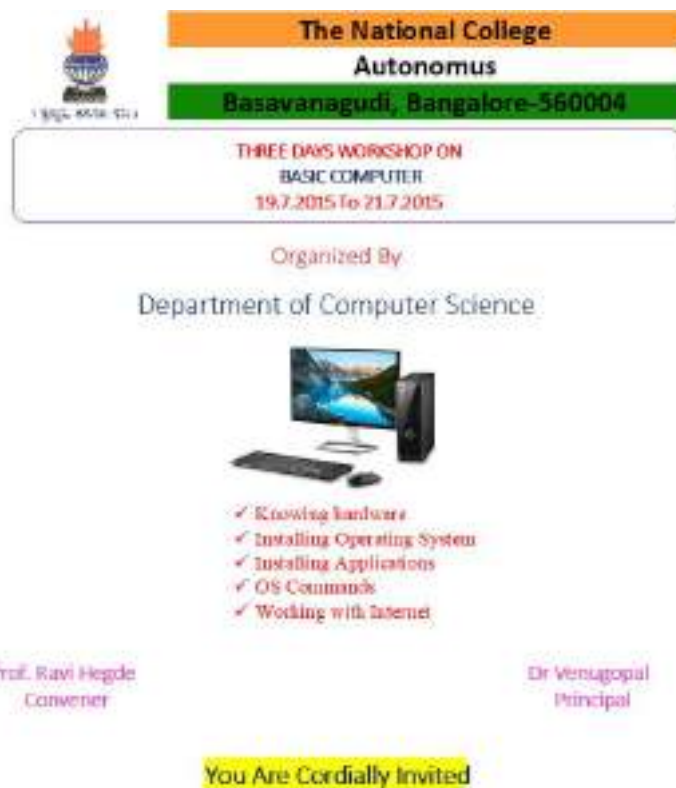 The National College
Autonomus
Basavanagudi, Bangalore-560004
THREE DAYS WORKSHOP ON
BASIC COMPUTER
19.7.2015 To 21.7.2015
Organized By
Department of Computer Science
✓ Knowing hardware
✓ Installing Operating System
✓ Installing Applications
✓ OS Commands
✓ Working with Internet
Prof. Ravi Hegde
Convener
Dr Venugopal
Principal
You Are Cordially Invited